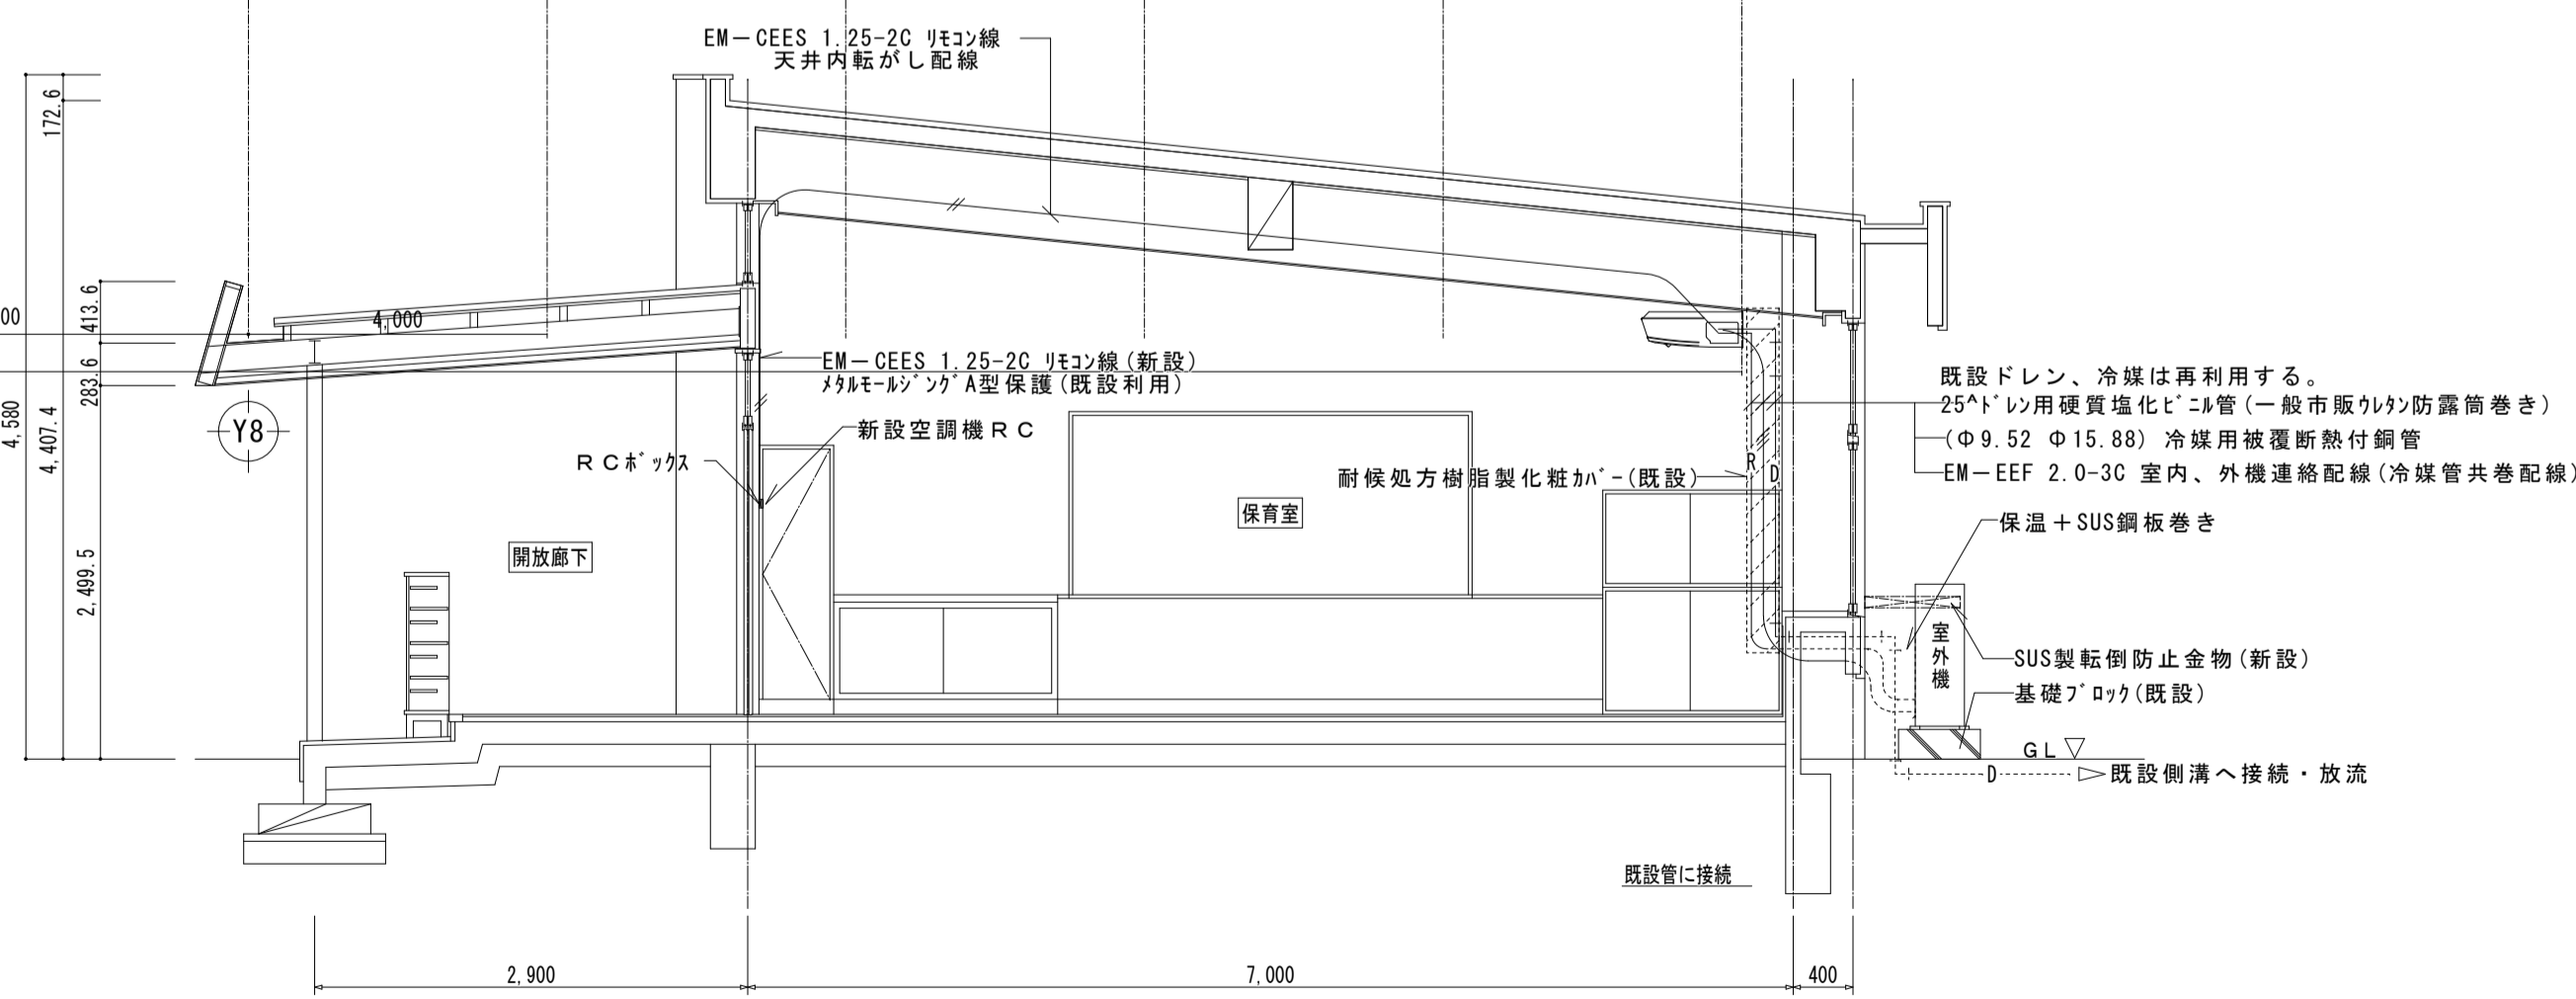 EM－CEES 1.25-2C ﾘﾓｺﾝ線
天井内転がし配線
172.6
413.6
283.6
4,580
4,407.4
2,499.5
00
4,000
Y8
EM－CEES 1.25-2C ﾘﾓｺﾝ線(新設)
ﾒﾀﾙﾓｰﾙｼﾞﾝｸﾞA型保護(既設利用)
新設空調機ＲＣ
ＲＣﾎﾞｯｸｽ
開放廊下
保育室
耐候処方樹脂製化粧ｶﾊﾞｰ(既設)
R
D
既設ドレン、冷媒は再利用する。
25^ﾄﾞﾚﾝ用硬質塩化ﾋﾞﾆﾙ管(一般市販ｳﾚﾀﾝ防露筒巻き)
(Φ9.52 Φ15.88) 冷媒用被覆断熱付銅管
EM－EEF 2.0-3C 室内、外機連絡配線(冷媒管共巻配線)
保温＋SUS鋼板巻き
室外機
SUS製転倒防止金物(新設)
基礎ﾌﾞﾛｯｸ(既設)
GL
D
既設側溝へ接続・放流
既設管に接続
2,900
7,000
400